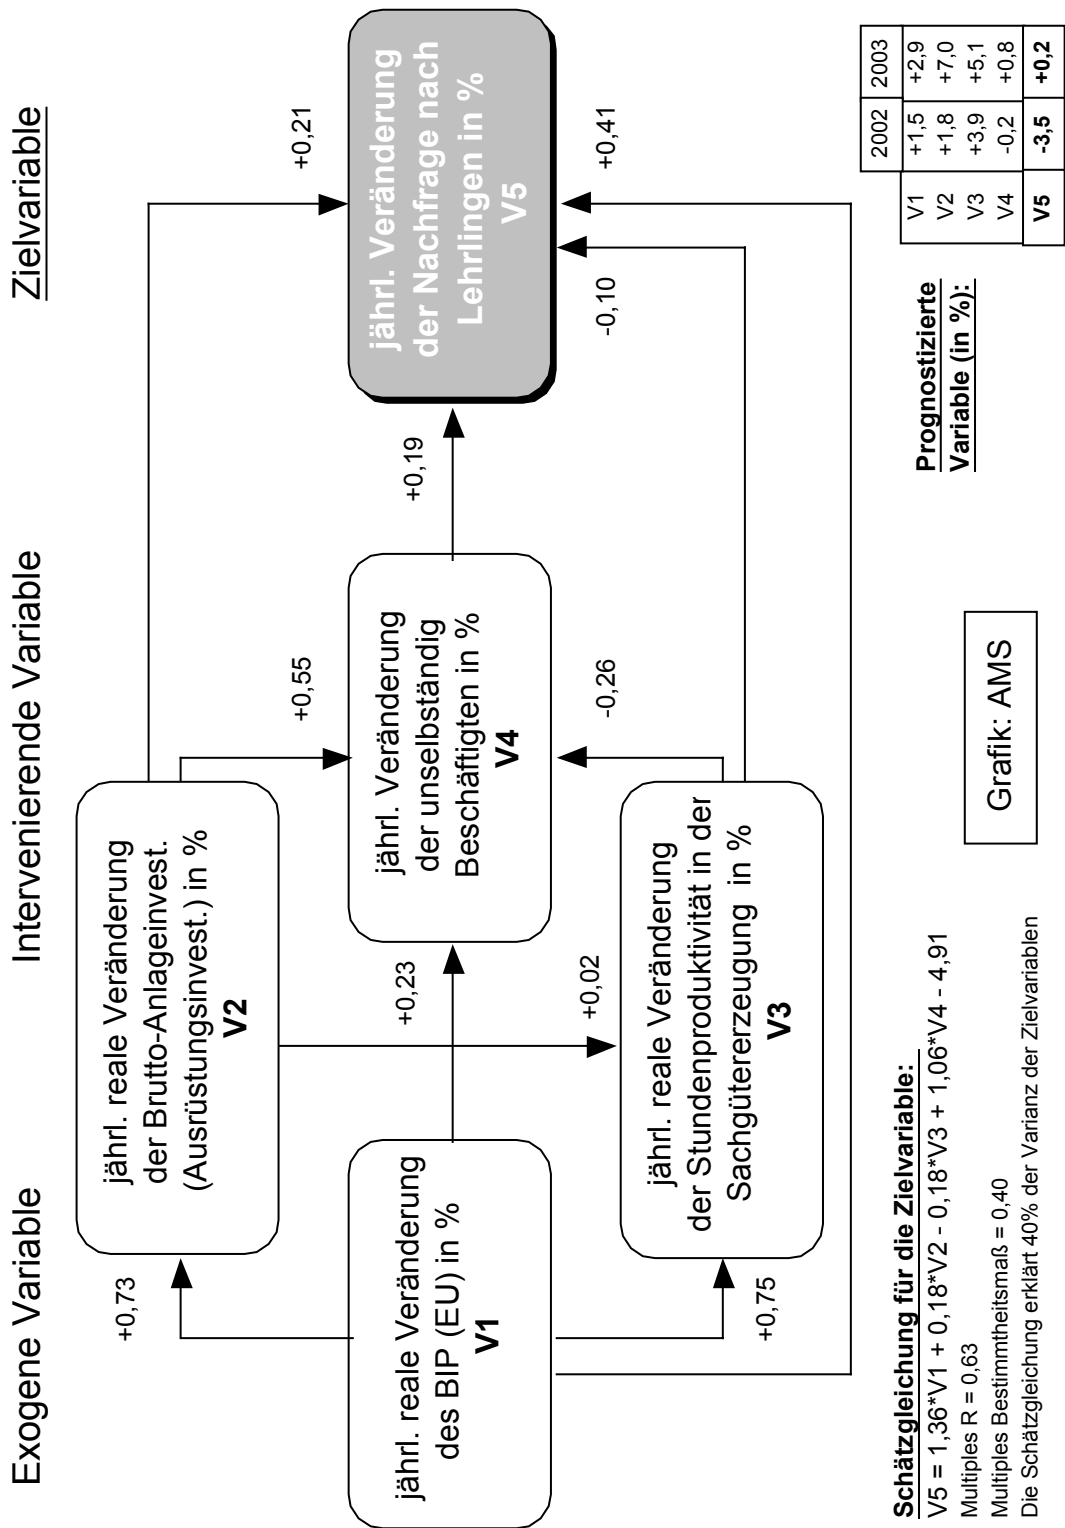 Exogene Variable
Intervenierende Variable
Zielvariable
jährl. reale Veränderung
des BIP (EU) in %
V1
+0,73
+0,75
jährl. reale Veränderung
der Brutto-Anlageinvest.
(Ausrüstungsinvest.) in %
V2
+0,23
+0,02
jährl. reale Veränderung
der Stundenproduktivität in der
Sachgütererzeugung in %
V3
+0,55
-0,26
jährl. Veränderung
der unselbständig
Beschäftigten in %
V4
+0,19
+0,21
-0,10
+0,41
jährl. Veränderung
der Nachfrage nach
Lehrlingen in %
V5
Schätzgleichung für die Zielvariable:
V5 = 1,36*V1 + 0,18*V2 - 0,18*V3 + 1,06*V4 - 4,91
Multiples R = 0,63
Multiples Bestimmtheitsmaß = 0,40
Die Schätzgleichung erklärt 40% der Varianz der Zielvariablen
Grafik: AMS
Prognostizierte
Variable (in %):
2002 2003
V1 +1,5 +2,9
V2 +1,8 +7,0
V3 +3,9 +5,1
V4 -0,2 +0,8
V5 -3,5 +0,2